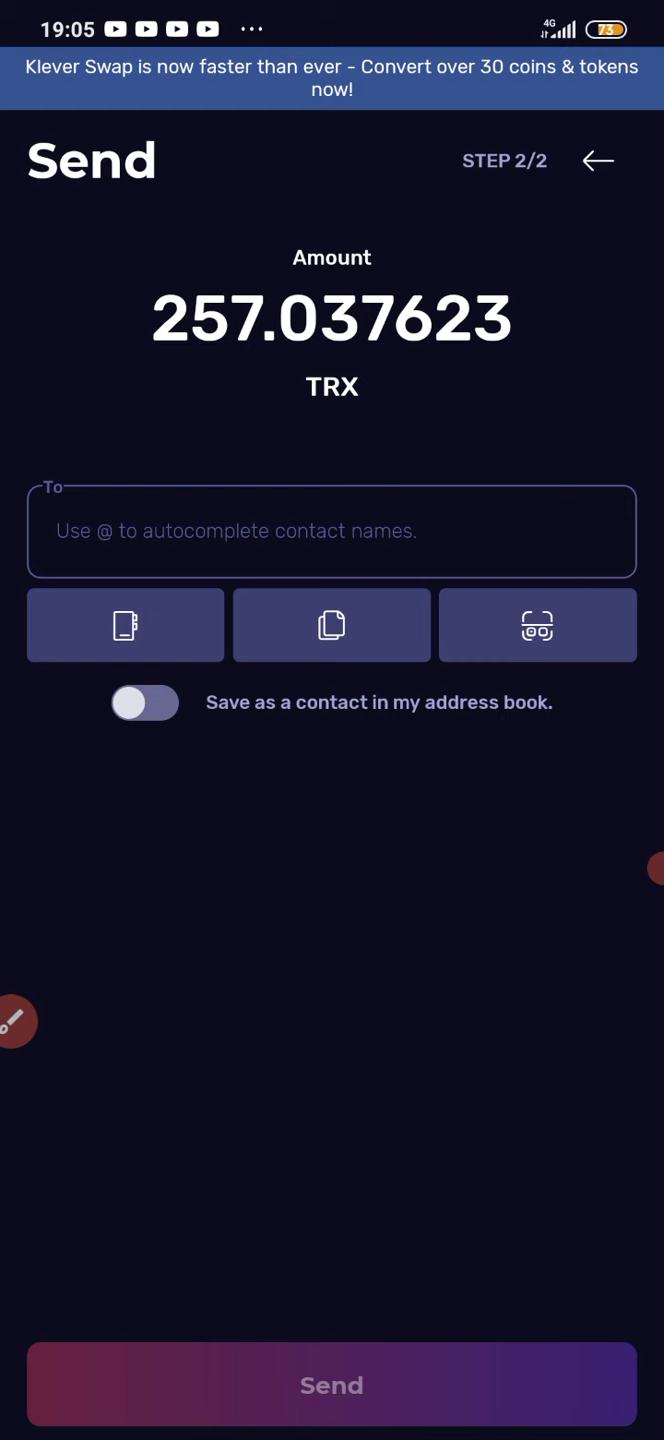 19:05
4G
73
Klever Swap is now faster than ever - Convert over 30 coins & tokens
now!
Send
STEP 2/2
Amount
257.037623
TRX
To
Use @ to autocomplete contact names.
Save as a contact in my address book.
Send